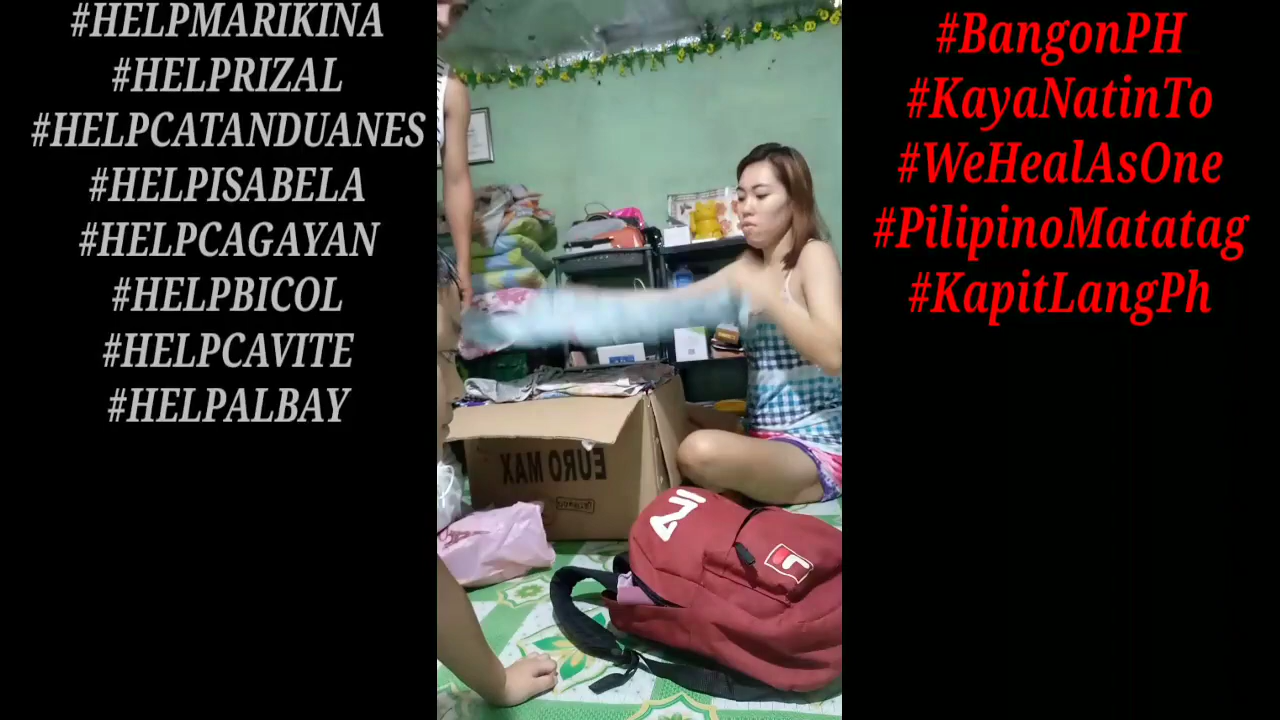 #HELPMARIKINA
#HELPRIZAL
#HELPCATANDUANES
#HELPISABELA
#HELPCAGAYAN
#HELPBICOL
#HELPCAVITE
#HELPALBAY
#BangonPH
#KayaNatinTo
#WeHealAsOne
#PilipinoMatatag
#KapitLangPh
EURO MAX